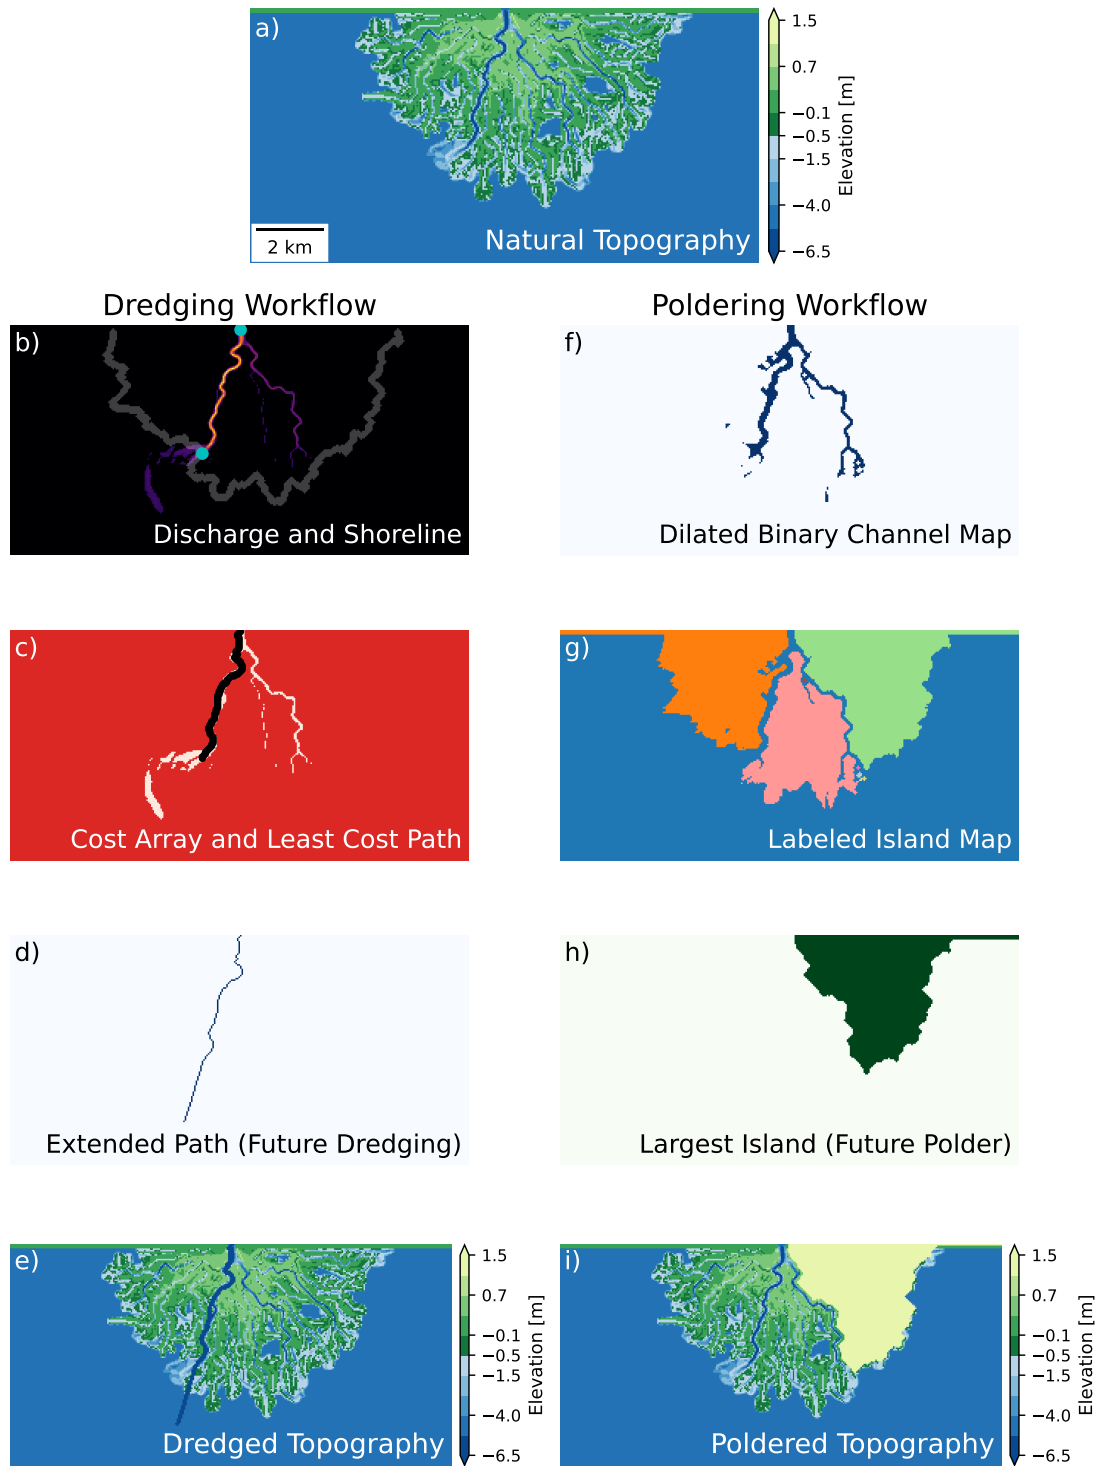 a)
1.5
0.7
−0.1
−0.5
−1.5
−4.0
−6.5
Elevation [m]
2 km
Natural Topography
Dredging Workflow
Poldering Workflow
b)
Discharge and Shoreline
f)
Dilated Binary Channel Map
c)
Cost Array and Least Cost Path
g)
Labeled Island Map
d)
Extended Path (Future Dredging)
h)
Largest Island (Future Polder)
e)
Dredged Topography
1.5
0.7
−0.1
−0.5
−1.5
−4.0
−6.5
Elevation [m]
i)
Poldered Topography
1.5
0.7
−0.1
−0.5
−1.5
−4.0
−6.5
Elevation [m]